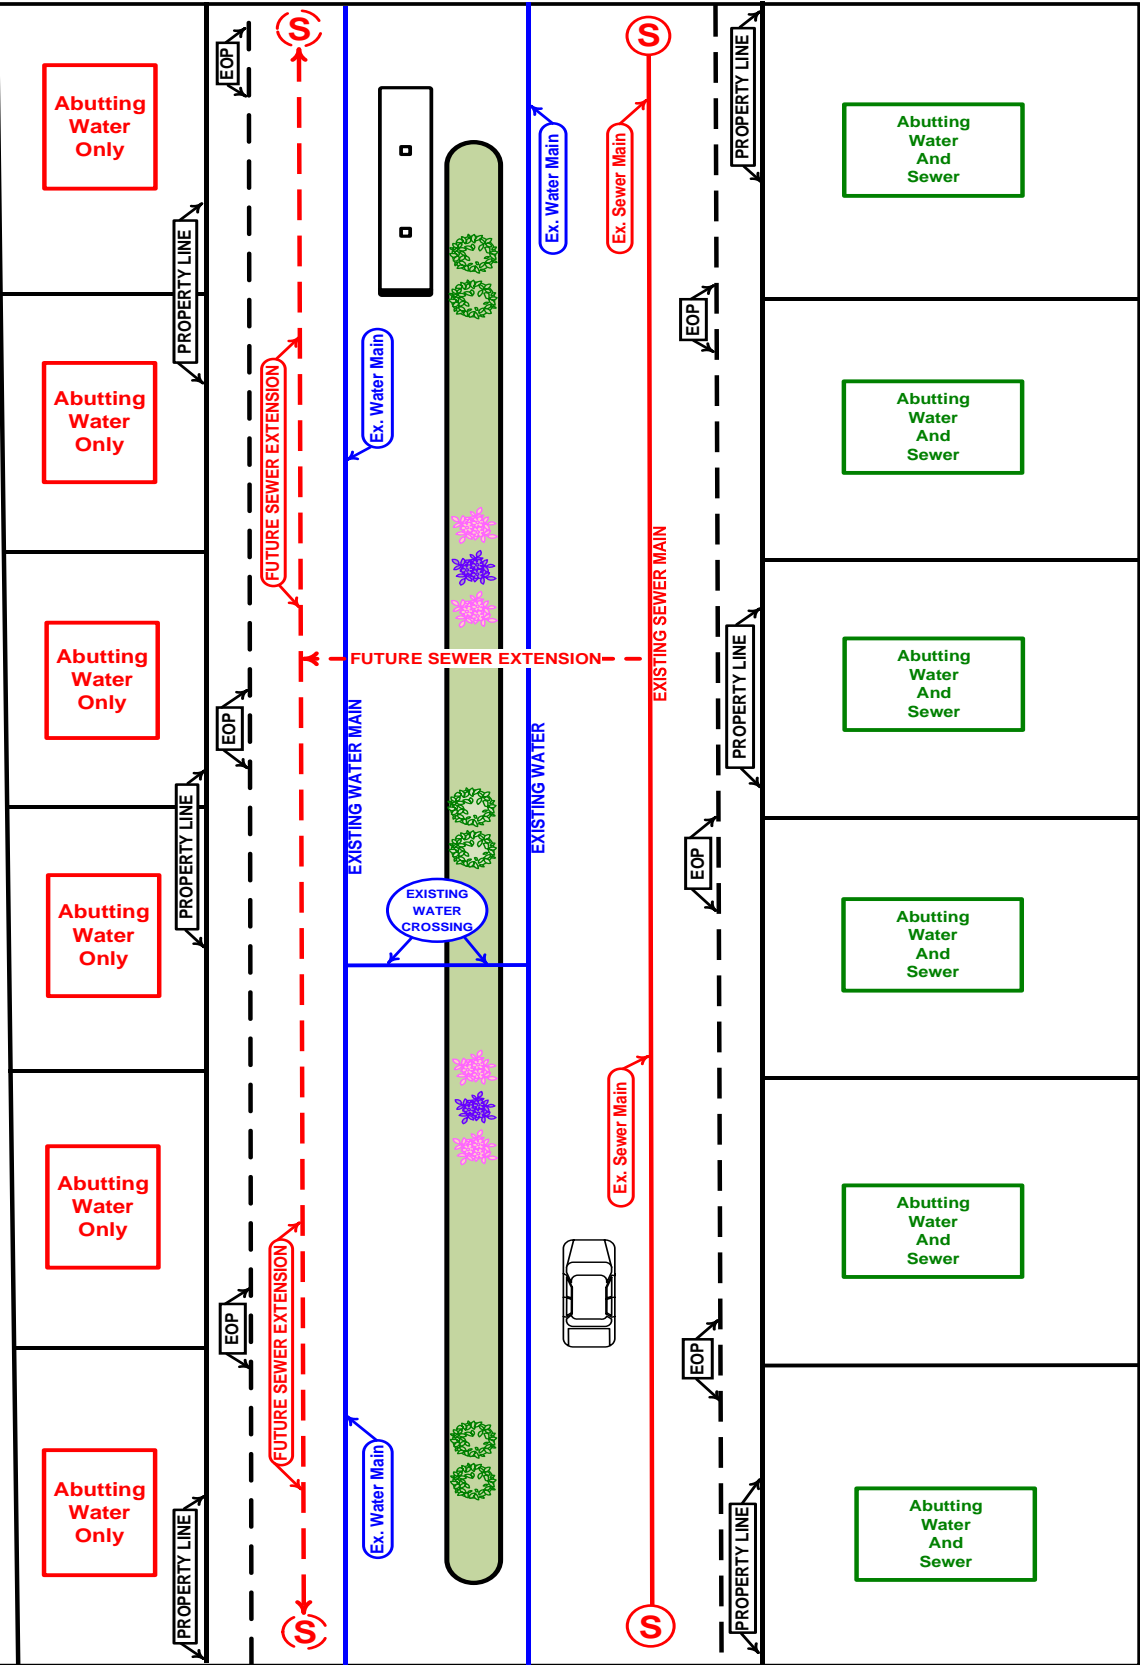 S
S
EOP
PROPERTY LINE
Abutting
Water
Only
Abutting
Water
And
Sewer
Ex. Water Main
Ex. Sewer Main
PROPERTY LINE
EOP
Ex. Water Main
Abutting
Water
Only
FUTURE SEWER EXTENSION
Abutting
Water
And
Sewer
EXISTING SEWER MAIN
Abutting
Water
Only
FUTURE SEWER EXTENSION
PROPERTY LINE
Abutting
Water
And
Sewer
EOP
EXISTING WATER MAIN
EXISTING WATER
PROPERTY LINE
EOP
Abutting
Water
Only
EXISTING
WATER
CROSSING
Abutting
Water
And
Sewer
Ex. Sewer Main
Abutting
Water
Only
Abutting
Water
And
Sewer
EOP
FUTURE SEWER EXTENSION
EOP
Ex. Water Main
Abutting
Water
Only
PROPERTY LINE
PROPERTY LINE
Abutting
Water
And
Sewer
S
S